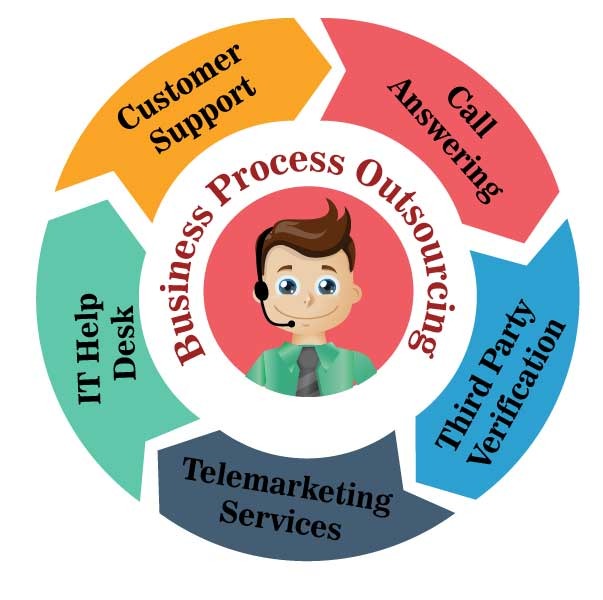 Business Process Outsourcing
Customer
Support
Call
Answering
Third Party
Verification
Telemarketing
Services
IT Help
Desk